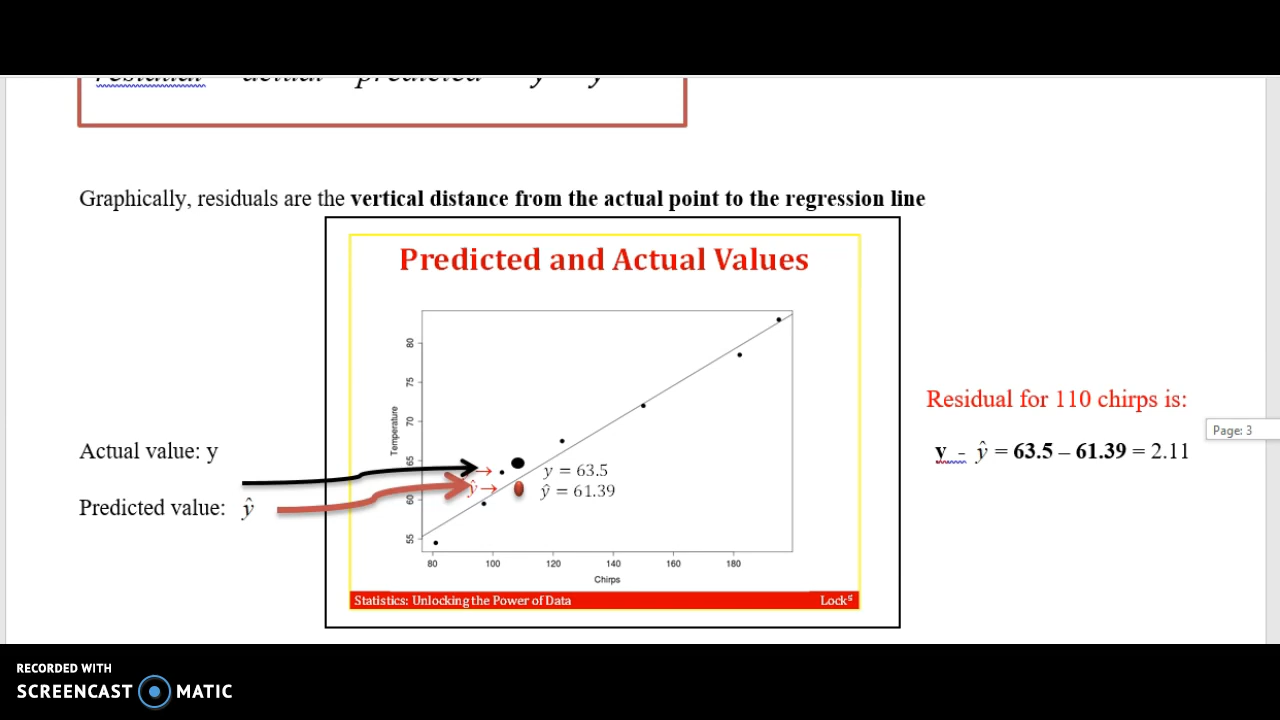 residual actual predicted y y
Graphically, residuals are the vertical distance from the actual point to the regression line
Predicted and Actual Values
80
75
70
65
60
55
Temperature
y = 63.5
ŷ → ŷ = 61.39
80 100 120 140 160 180
Chirps
Statistics: Unlocking the Power of Data Lock⁵
Actual value: y
Predicted value: ŷ
Residual for 110 chirps is:
y - ŷ = 63.5 – 61.39 = 2.11
Page: 3
RECORDED WITH
SCREENCAST MATIC